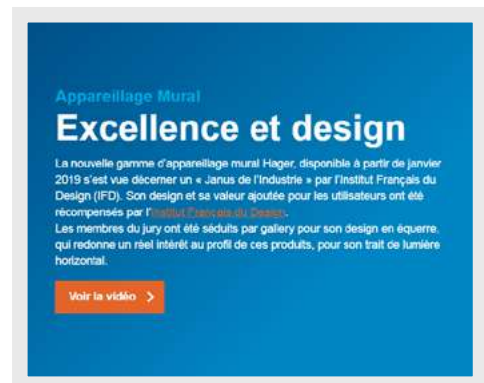 Appareillage Mural
Excellence et design
La nouvelle gamme d'appareillage mural Hager, disponible à partir de janvier
2019 s'est vue décerner un « Janus de l'Industrie » par l'Institut Français du
Design (IFD). Son design et sa valeur ajoutée pour les utilisateurs ont été
récompensés par l'Institut Français du Design.
Les membres du jury ont été séduits par gallery pour son design en équerre,
qui redonne un réel intérêt au profil de ces produits, pour son trait de lumière
horizontal.
Voir la vidéo >